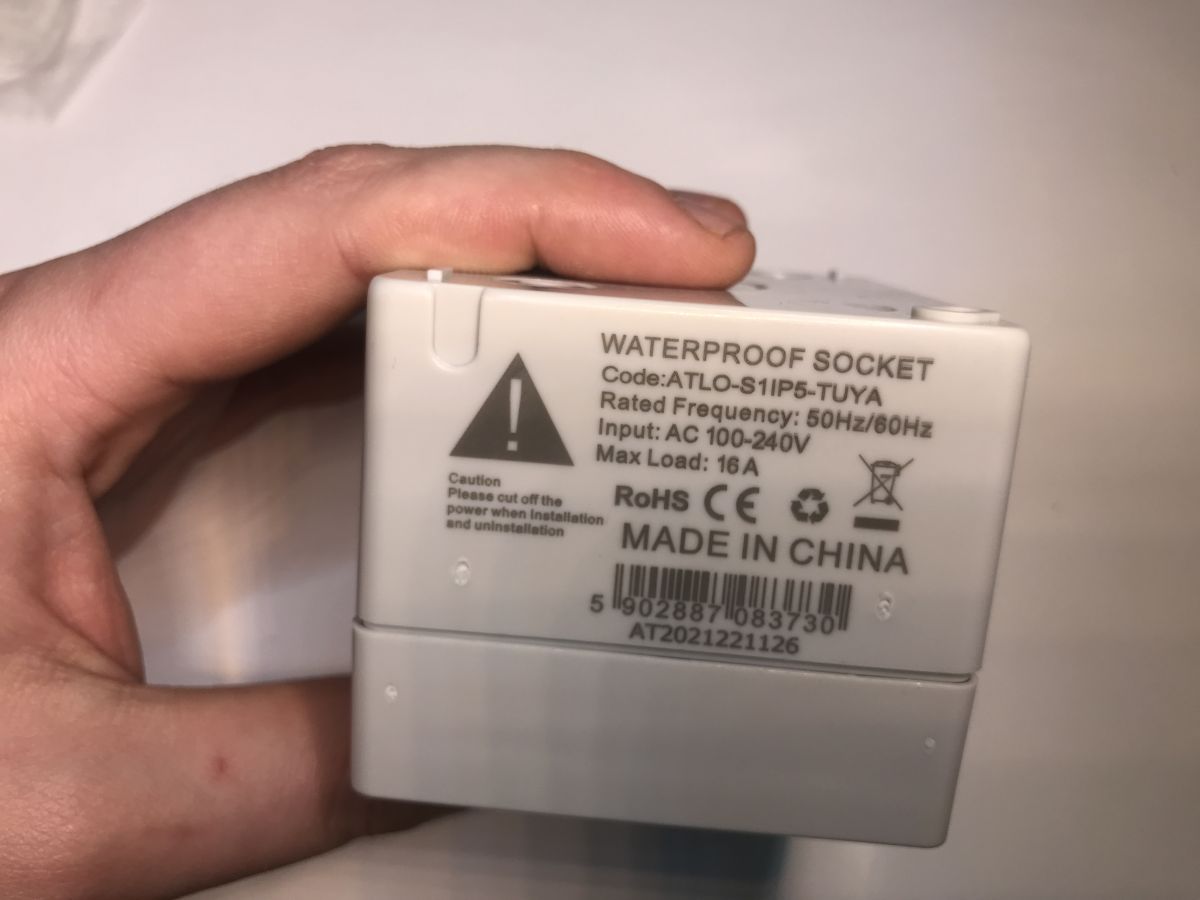 WATERPROOF SOCKET
Code:ATLO-S1IP5-TUYA
Rated Frequency: 50Hz/60Hz
Input: AC 100-240V
Max Load: 16A
Caution
Please cut off the
power when Installation
and uninstallation
RoHS CE
MADE IN CHINA
5 902887 083730
AT2021221126